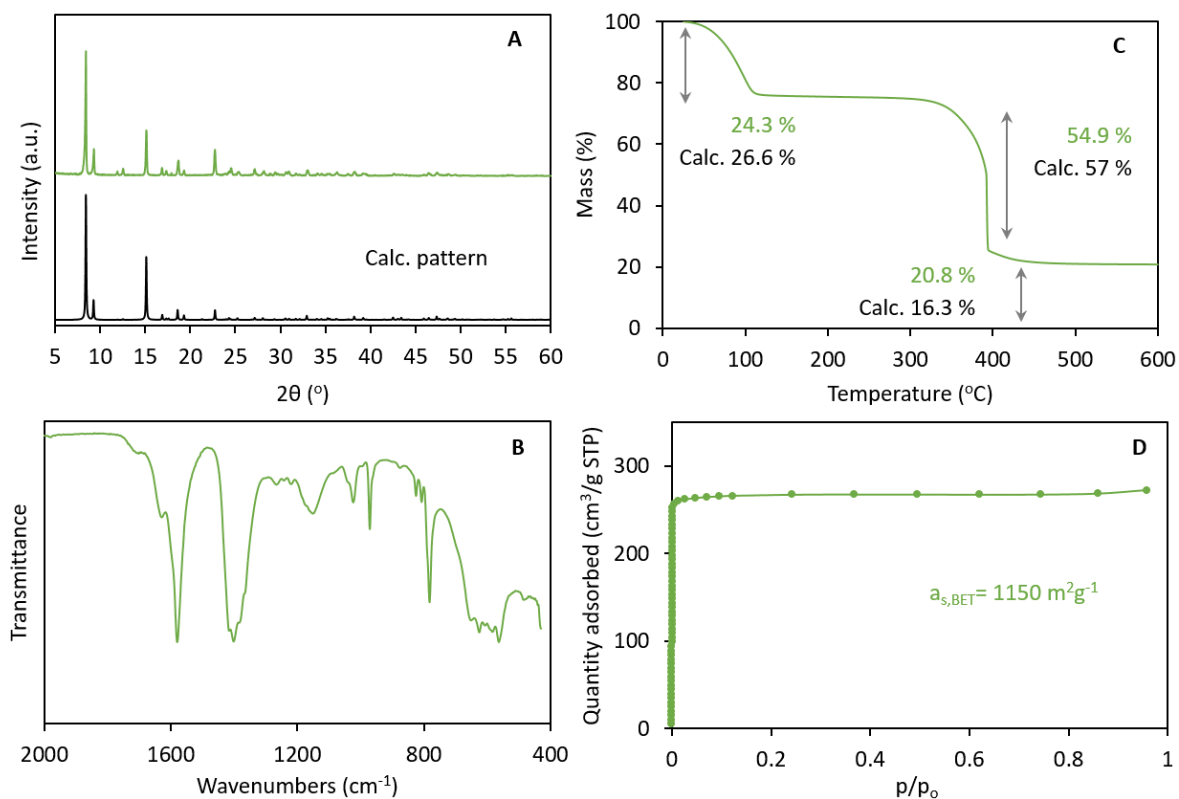 A
Intensity (a.u.)
Calc. pattern
5 10 15 20 25 30 35 40 45 50 55 60
2θ (°)
C
Mass (%)
100
80
60
40
20
0
24.3 %
Calc. 26.6 %
54.9 %
Calc. 57 %
20.8 %
Calc. 16.3 %
0 100 200 300 400 500 600
Temperature (°C)
B
Transmittance
2000 1600 1200 800 400
Wavenumbers (cm⁻¹)
D
Quantity adsorbed (cm³/g STP)
300
200
100
0
aₛ,BET= 1150 m²g⁻¹
0 0.2 0.4 0.6 0.8 1
p/pₒ